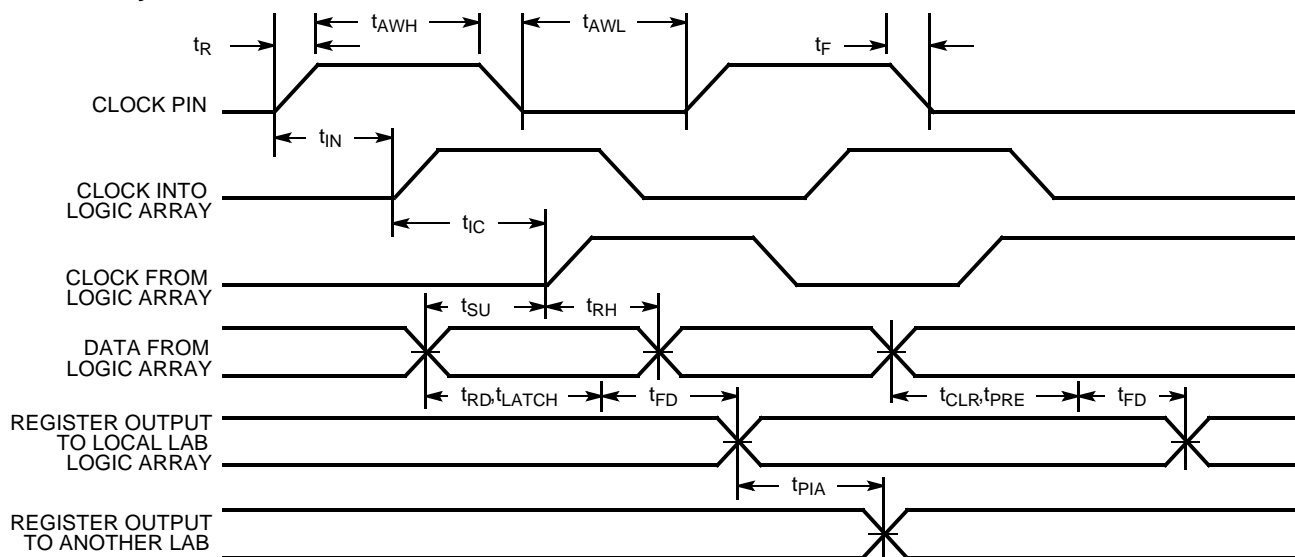 tAWH tAWL
tR tF
CLOCK PIN
tIN
CLOCK INTO
LOGIC ARRAY
tIC
CLOCK FROM
LOGIC ARRAY
tSU tRH
DATA FROM
LOGIC ARRAY
tRD,tLATCH tFD tCLR,tPRE tFD
REGISTER OUTPUT
TO LOCAL LAB
LOGIC ARRAY
tPIA
REGISTER OUTPUT
TO ANOTHER LAB